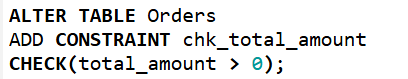 ALTER TABLE Orders
ADD CONSTRAINT chk_total_amount
CHECK(total_amount > 0);